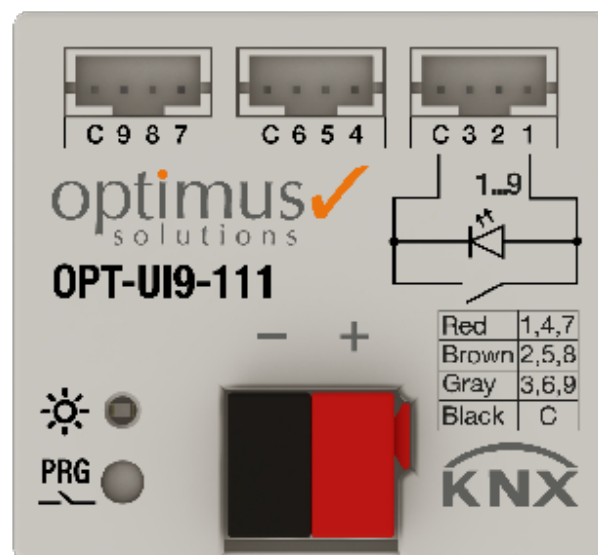 C 9 8 7
C 6 5 4
C 3 2 1
1...9
optimus
solutions
OPT-UI9-111
− +
Red 1,4,7
Brown 2,5,8
Gray 3,6,9
Black C
PRG
KNX